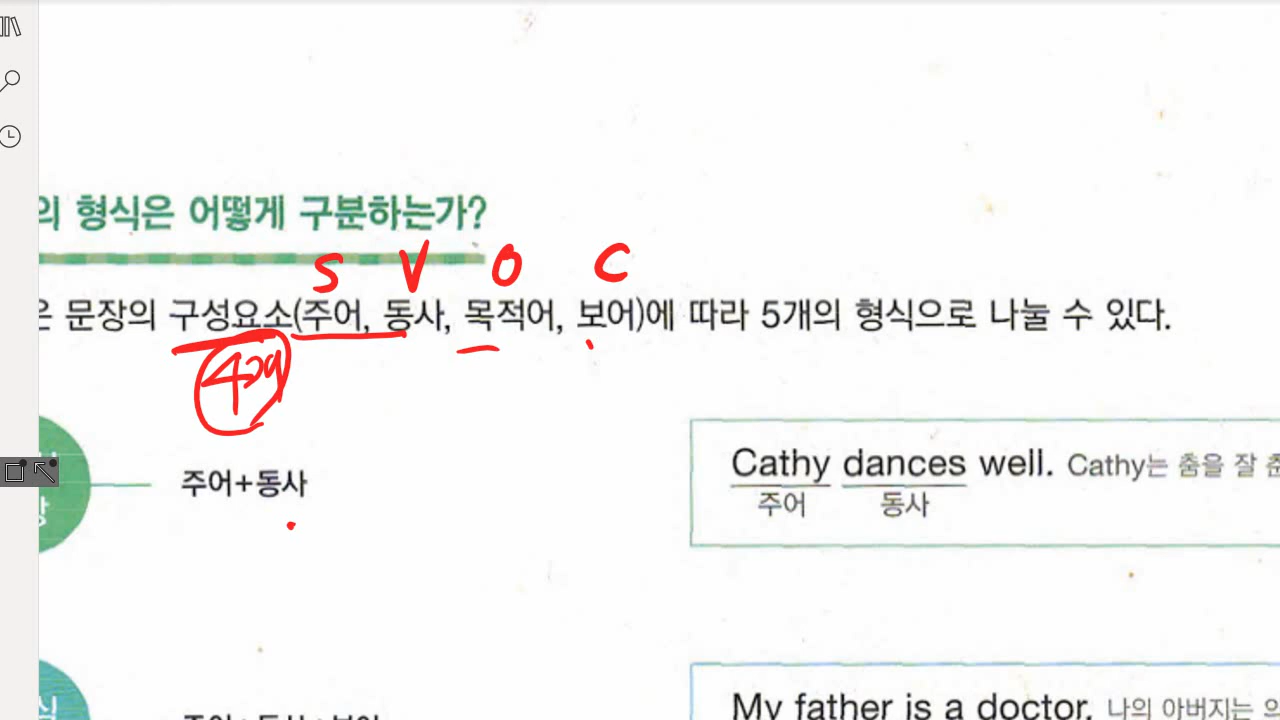 의 형식은 어떻게 구분하는가?
S V O C
은 문장의 구성요소(주어, 동사, 목적어, 보어)에 따라 5개의 형식으로 나눌 수 있다.
주어+동사
Cathy dances well. Cathy는 춤을 잘
주어 동사
My father is a doctor. 나의 아버지는